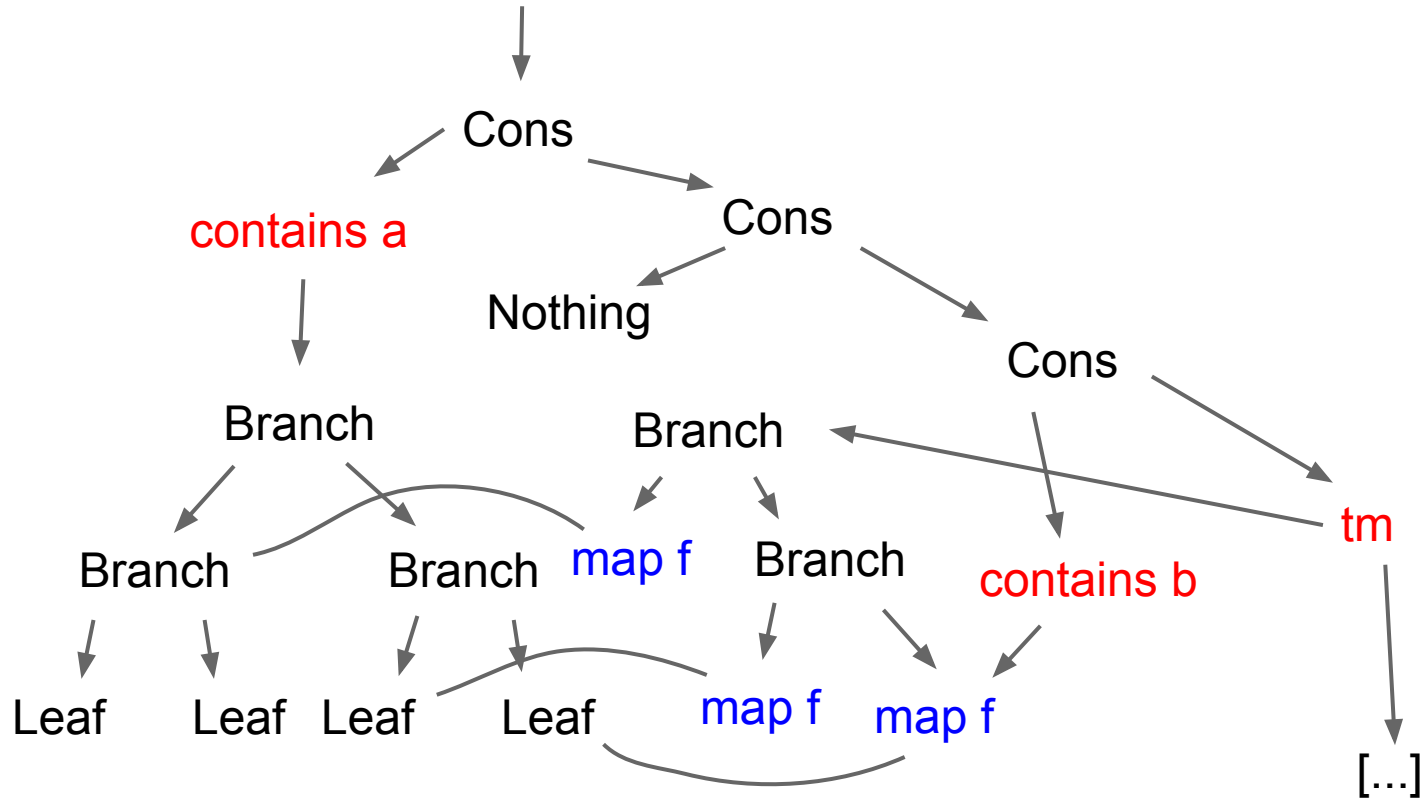 Cons
contains a
Cons
Nothing
Cons
Branch
Branch
tm
Branch
Branch
map f
Branch
contains b
Leaf
Leaf
Leaf
Leaf
map f
map f
[...]